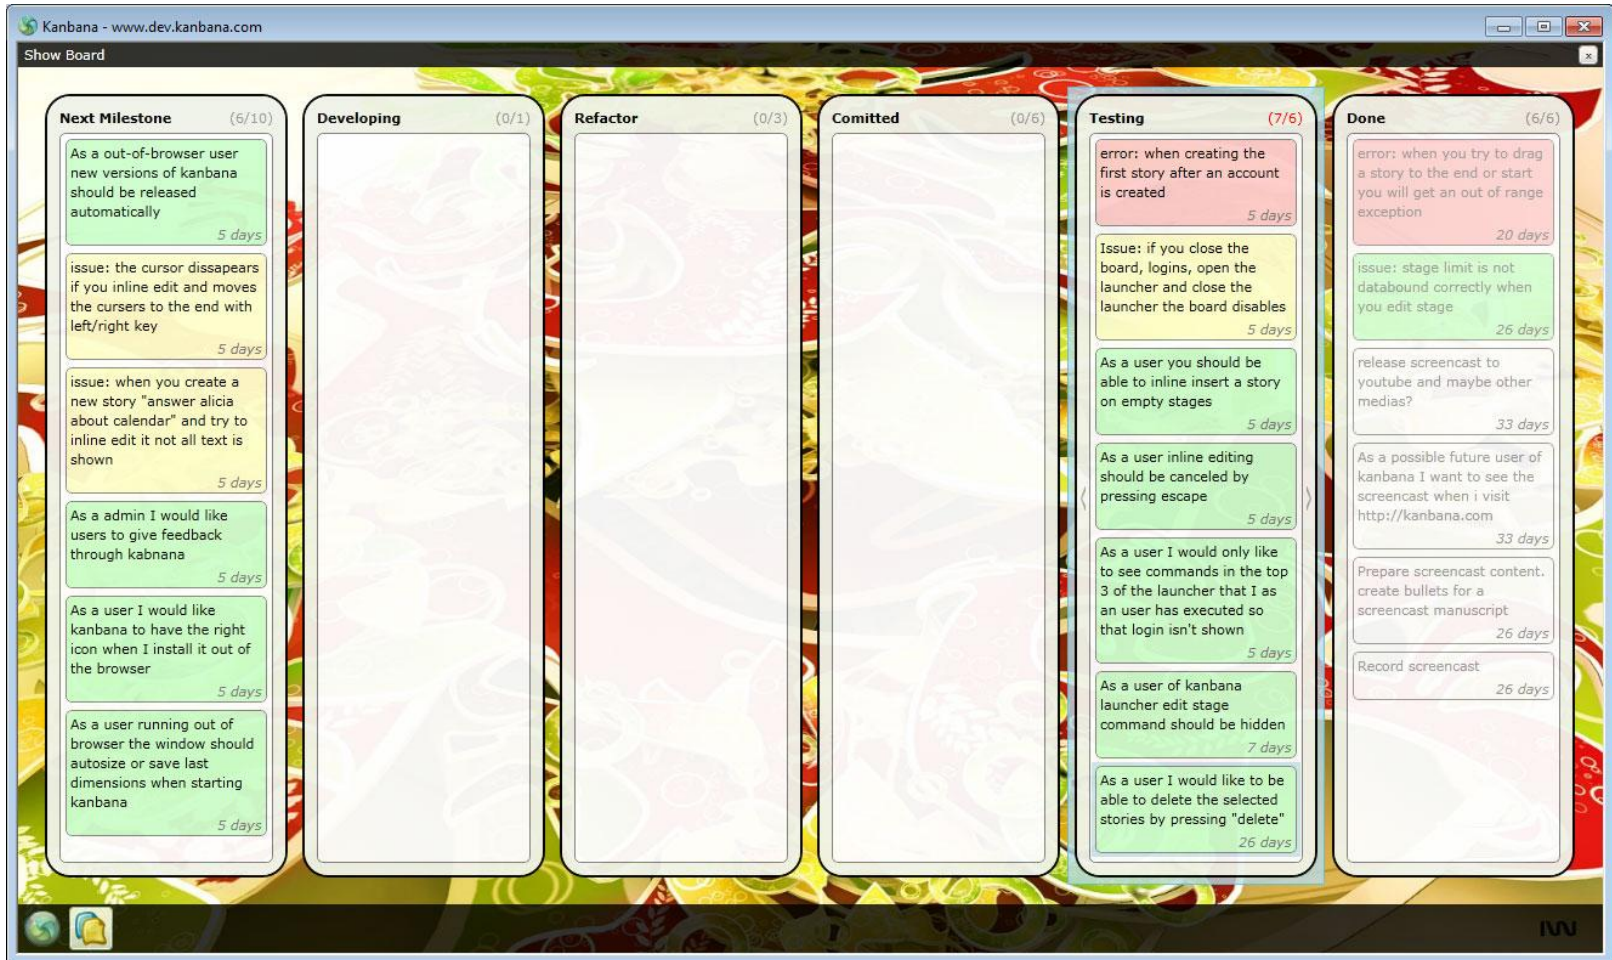 Kanbana - www.dev.kanbana.com
Show Board
Next Milestone (6/10)
As a out-of-browser user
new versions of kanbana
should be released
automatically
5 days
issue: the cursor dissapears
if you inline edit and moves
the cursers to the end with
left/right key
5 days
issue: when you create a
new story "answer alicia
about calendar" and try to
inline edit it not all text is
shown
5 days
As a admin I would like
users to give feedback
through kabnana
5 days
As a user I would like
kanbana to have the right
icon when I install it out of
the browser
5 days
As a user running out of
browser the window should
autosize or save last
dimensions when starting
kanbana
5 days
Developing (0/1)
Refactor (0/3)
Comitted (0/6)
Testing (7/6)
error: when creating the
first story after an account
is created
5 days
Issue: if you close the
board, logins, open the
launcher and close the
launcher the board disables
5 days
As a user you should be
able to inline insert a story
on empty stages
5 days
As a user inline editing
should be canceled by
pressing escape
5 days
As a user I would only like
to see commands in the top
3 of the launcher that I as
an user has executed so
that login isn't shown
5 days
As a user of kanbana
launcher edit stage
command should be hidden
7 days
As a user I would like to be
able to delete the selected
stories by pressing "delete"
26 days
Done (6/6)
error: when you try to drag
a story to the end or start
you will get an out of range
exception
20 days
issue: stage limit is not
databound correctly when
you edit stage
26 days
release screencast to
youtube and maybe other
medias?
33 days
As a possible future user of
kanbana I want to see the
screencast when i visit
http://kanbana.com
33 days
Prepare screencast content.
create bullets for a
screencast manuscript
26 days
Record screencast
26 days